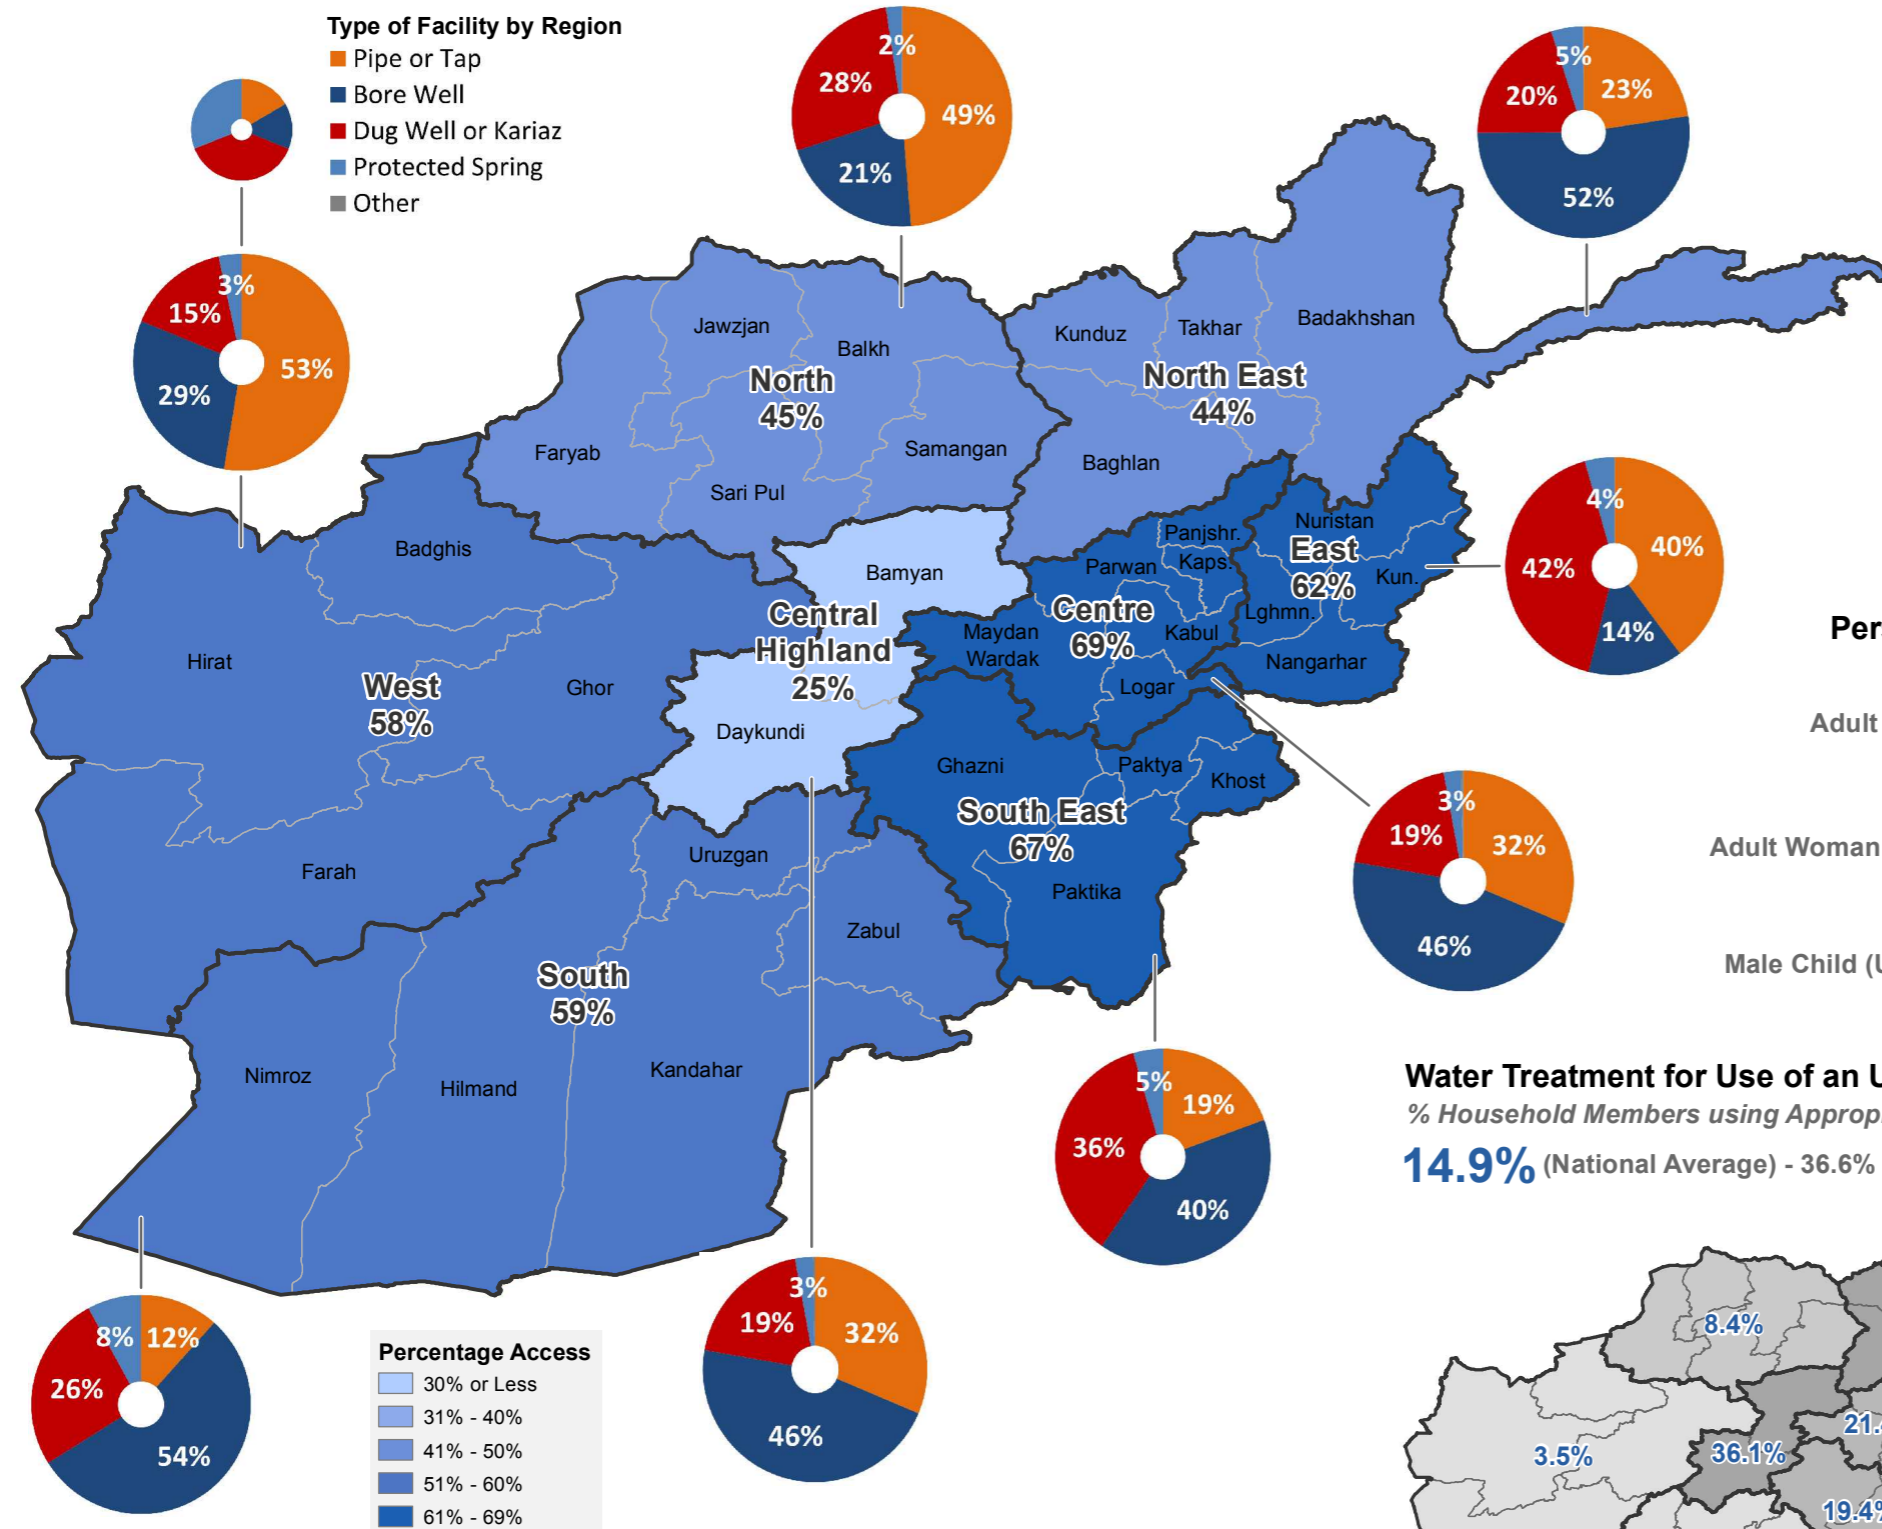 Type of Facility by Region
Pipe or Tap
Bore Well
Dug Well or Kariaz
Protected Spring
Other
2%
28%
49%
21%
5%
20%
23%
52%
3%
15%
53%
29%
Jawzjan
Balkh
North
45%
Faryab
Samangan
Sari Pul
Kunduz
Takhar
Badakhshan
North East
44%
Baghlan
4%
42%
40%
14%
Badghis
Hirat
West
58%
Ghor
Farah
Bamyan
Central
Highland
25%
Daykundi
Panjshr.
Parwan
Kaps.
Centre
69%
Maydan
Wardak
Kabul
Logar
Nuristan
East
62%
Kun.
Lghmn.
Nangarhar
Ghazni
Paktya
Khost
South East
67%
Paktika
Uruzgan
Zabul
South
59%
Nimroz
Hilmand
Kandahar
3%
19%
32%
46%
5%
19%
36%
40%
3%
19%
32%
46%
8%
12%
26%
54%
Percentage Access
30% or Less
31% - 40%
41% - 50%
51% - 60%
61% - 69%
Adult
Adult Woman
Male Child (U
Water Treatment for Use of an U
% Household Members using Approp
14.9% (National Average) - 36.6%
8.4%
3.5%
36.1%
21.
19.4%